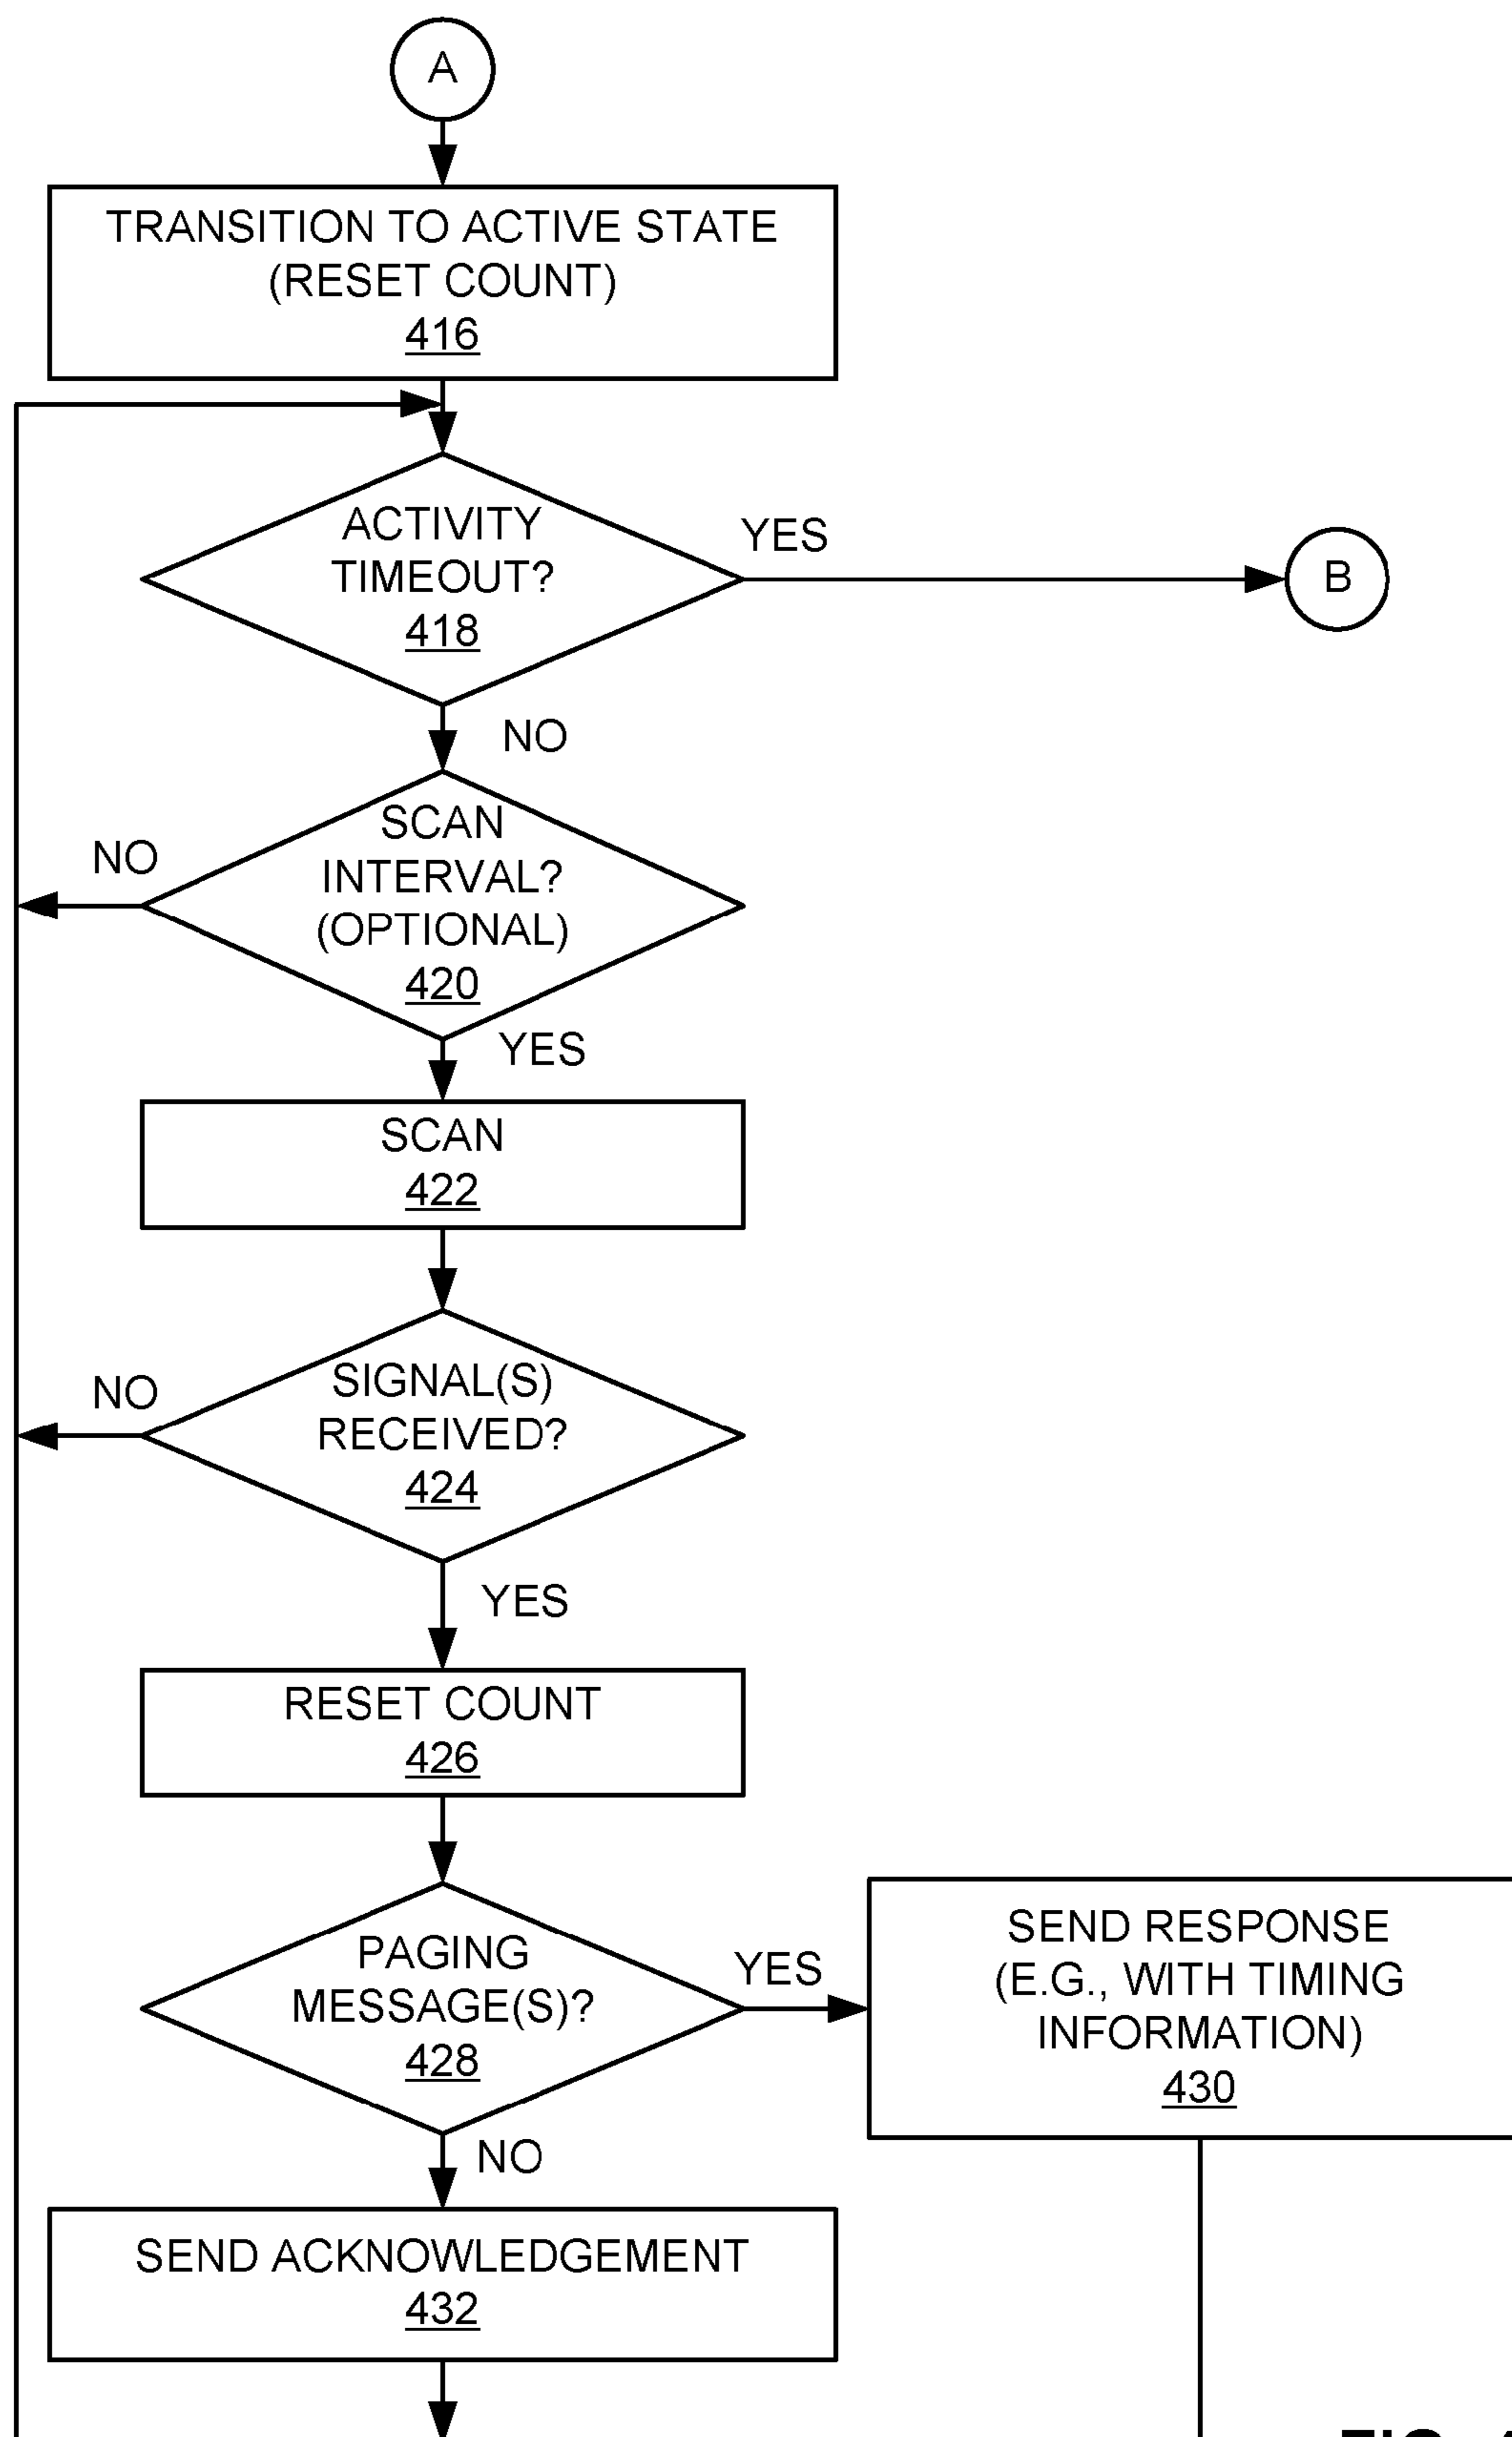 A
TRANSITION TO ACTIVE STATE
(RESET COUNT)
416
ACTIVITY
TIMEOUT?
418
YES
B
NO
SCAN
INTERVAL?
(OPTIONAL)
420
NO
YES
SCAN
422
SIGNAL(S)
RECEIVED?
424
NO
YES
RESET COUNT
426
PAGING
MESSAGE(S)?
428
YES
SEND RESPONSE
(E.G., WITH TIMING
INFORMATION)
430
NO
SEND ACKNOWLEDGEMENT
432